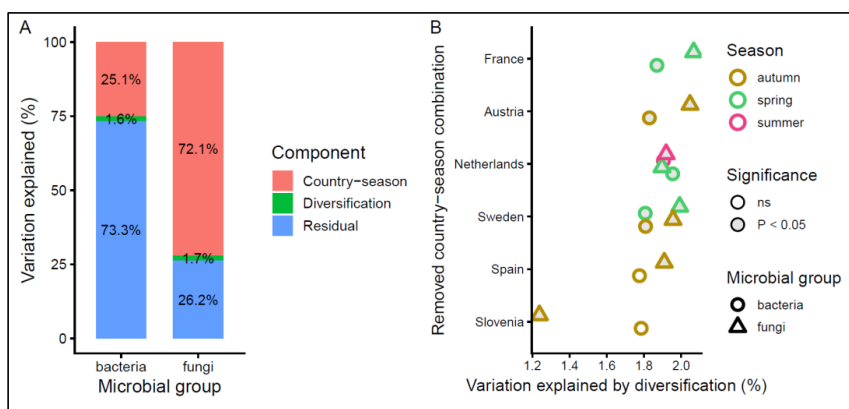 A
Variation explained (%)
100
75
50
25
0
25.1%
1.6%
73.3%
72.1%
1.7%
26.2%
bacteria fungi
Microbial group
Component
Country-season
Diversification
Residual
B
Removed country-season combination
France
Austria
Netherlands
Sweden
Spain
Slovenia
1.2 1.4 1.6 1.8 2.0
Variation explained by diversification (%)
Season
autumn
spring
summer
Significance
ns
P < 0.05
Microbial group
bacteria
fungi